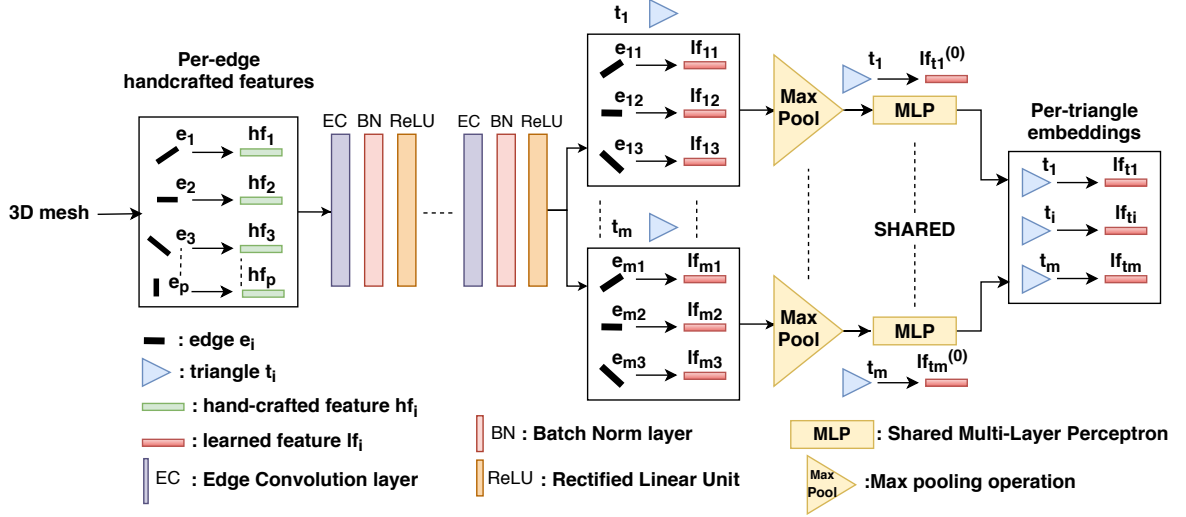 Per-edge
handcrafted features
3D mesh
e1 hf1
e2 hf2
e3 hf3
ep hfp
EC BN ReLU
EC BN ReLU
t1
e11 lf11
e12 lf12
e13 lf13
tm
em1 lfm1
em2 lfm2
em3 lfm3
Max
Pool
t1 lft1(0)
MLP
SHARED
Max
Pool
MLP
tm lftm(0)
Per-triangle
embeddings
t1 lft1
ti lfti
tm lftm
: edge ei
: triangle ti
: hand-crafted feature hfi
: learned feature lfi
EC : Edge Convolution layer
BN : Batch Norm layer
ReLU : Rectified Linear Unit
MLP : Shared Multi-Layer Perceptron
Max
Pool
:Max pooling operation